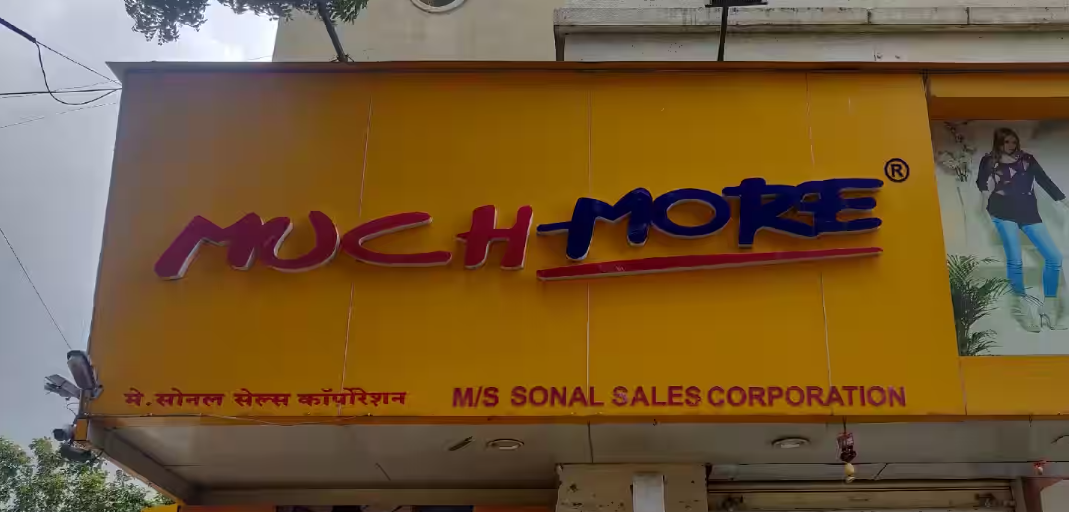 MUCH-MORE®
मे.सोनल सेल्स कॉर्पोरेशन
M/S SONAL SALES CORPORATION